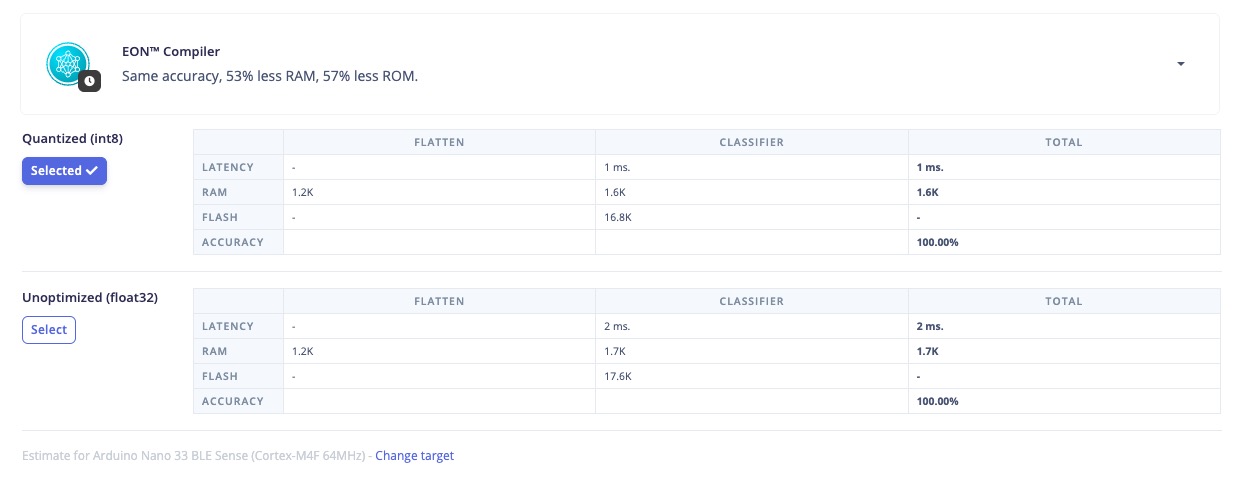 EON™ Compiler
Same accuracy, 53% less RAM, 57% less ROM.
Quantized (int8)
Selected
FLATTEN CLASSIFIER TOTAL
LATENCY - 1 ms. 1 ms.
RAM 1.2K 1.6K 1.6K
FLASH - 16.8K -
ACCURACY 100.00%
Unoptimized (float32)
Select
FLATTEN CLASSIFIER TOTAL
LATENCY - 2 ms. 2 ms.
RAM 1.2K 1.7K 1.7K
FLASH - 17.6K -
ACCURACY 100.00%
Estimate for Arduino Nano 33 BLE Sense (Cortex-M4F 64MHz) - Change target